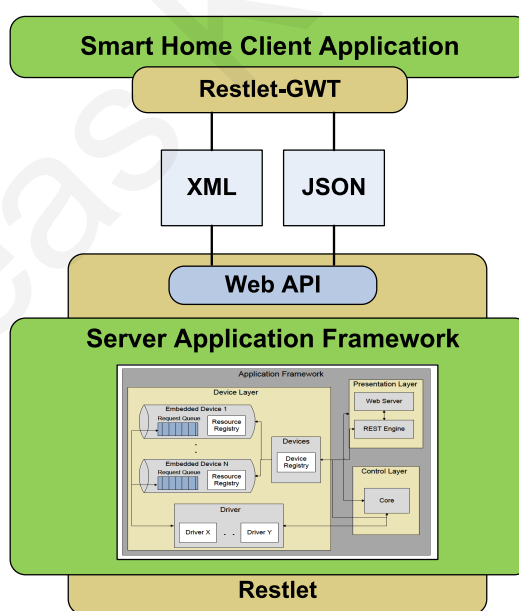 Smart Home Client Application
Restlet-GWT
XML
JSON
Web API
Server Application Framework
Application Framework
Device Layer
Embedded Device 1
Request Queue
Resource
Registry
.
.
Embedded Device N
Request Queue
Resource
Registry
Devices
Device
Registry
Driver
Driver X
. .
Driver Y
Presentation Layer
Web Server
REST Engine
Control Layer
Core
Restlet